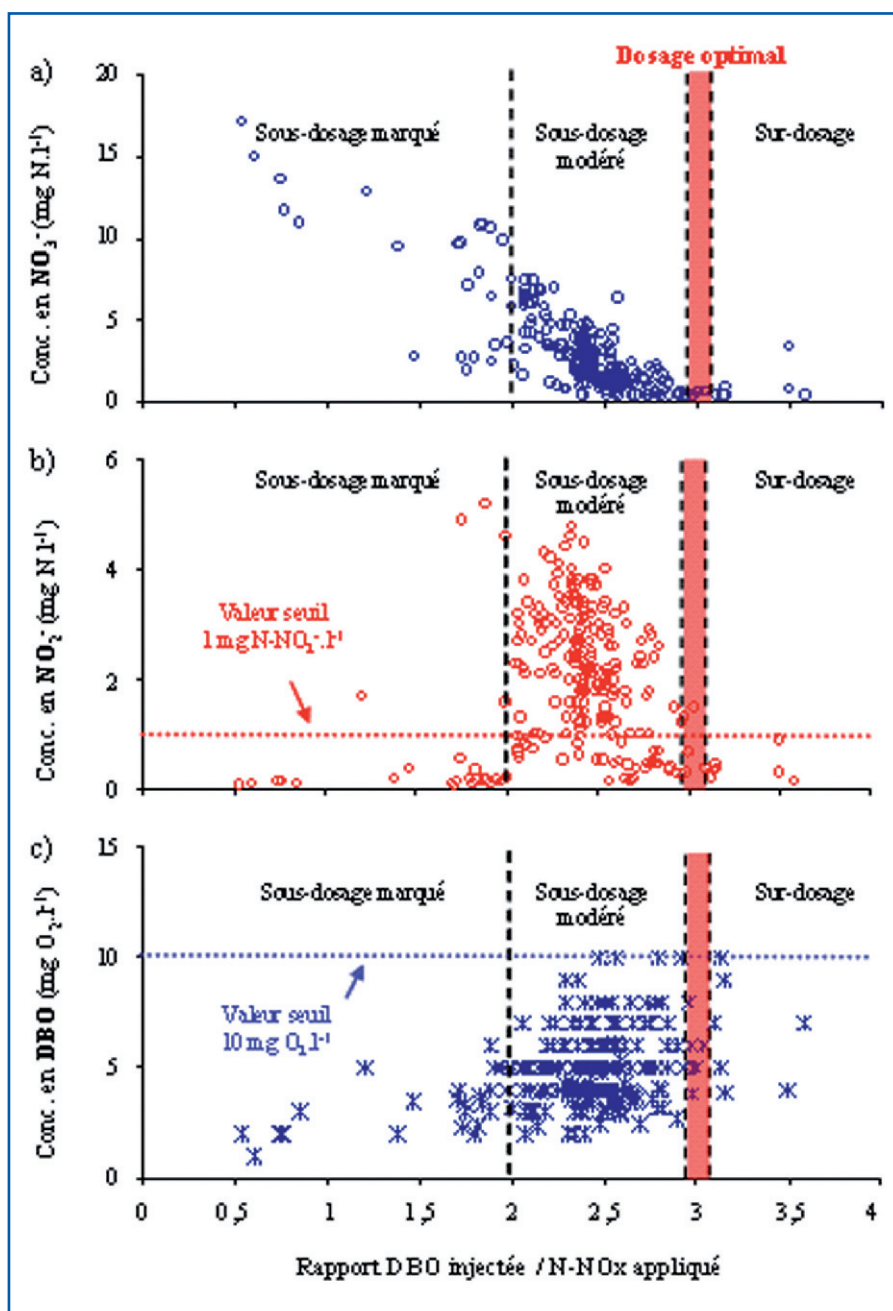 Dosage optimal
a)
20
15
10
5
0
Sous-dosage marqué
Sous-dosage
modéré
Sur-dosage
Conc. en NO₃⁻ (mg N.l⁻¹)
b)
6
4
2
0
Sous-dosage marqué
Sous-dosage
modéré
Sur-dosage
Valeur seuil
1 mg N-NO₂⁻.l⁻¹
Conc. en NO₂⁻ (mg N l⁻¹)
c)
15
10
5
0
Sous-dosage marqué
Sous-dosage
modéré
Sur-dosage
Valeur seuil
Conc. en DBO (mg O₂.l⁻¹)
10 mg O₂ l⁻¹
0 0,5 1 1,5 2 2,5 3 3,5 4
Rapport DBO injectée / N-NOx appliqué